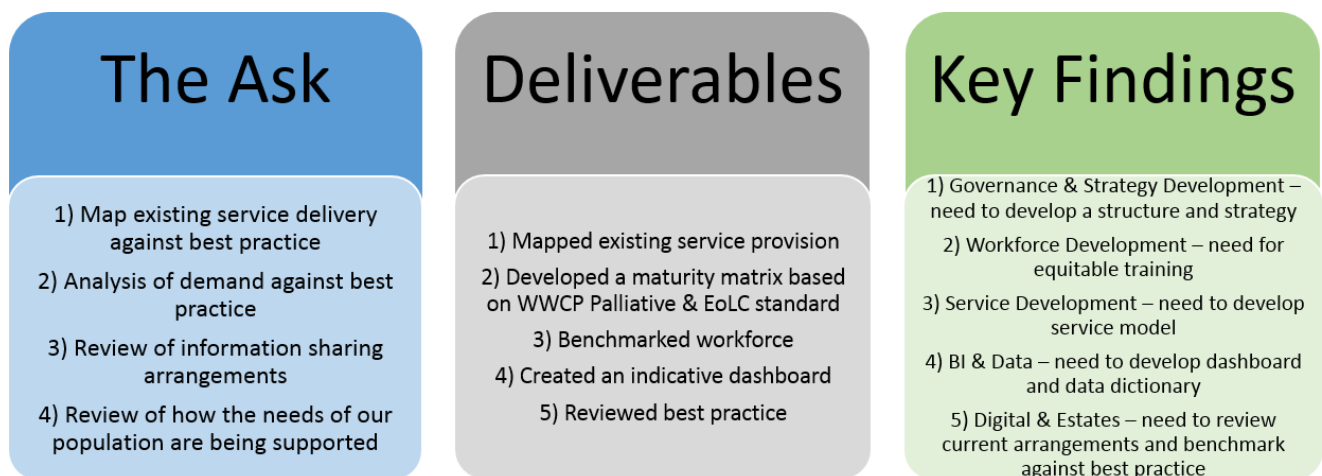 The Ask
1) Map existing service delivery
against best practice
2) Analysis of demand against best
practice
3) Review of information sharing
arrangements
4) Review of how the needs of our
population are being supported
Deliverables
1) Mapped existing service provision
2) Developed a maturity matrix based
on WWCP Palliative & EoLC standard
3) Benchmarked workforce
4) Created an indicative dashboard
5) Reviewed best practice
Key Findings
1) Governance & Strategy Development –
need to develop a structure and strategy
2) Workforce Development – need for
equitable training
3) Service Development – need to develop
service model
4) BI & Data – need to develop dashboard
and data dictionary
5) Digital & Estates – need to review
current arrangements and benchmark
against best practice